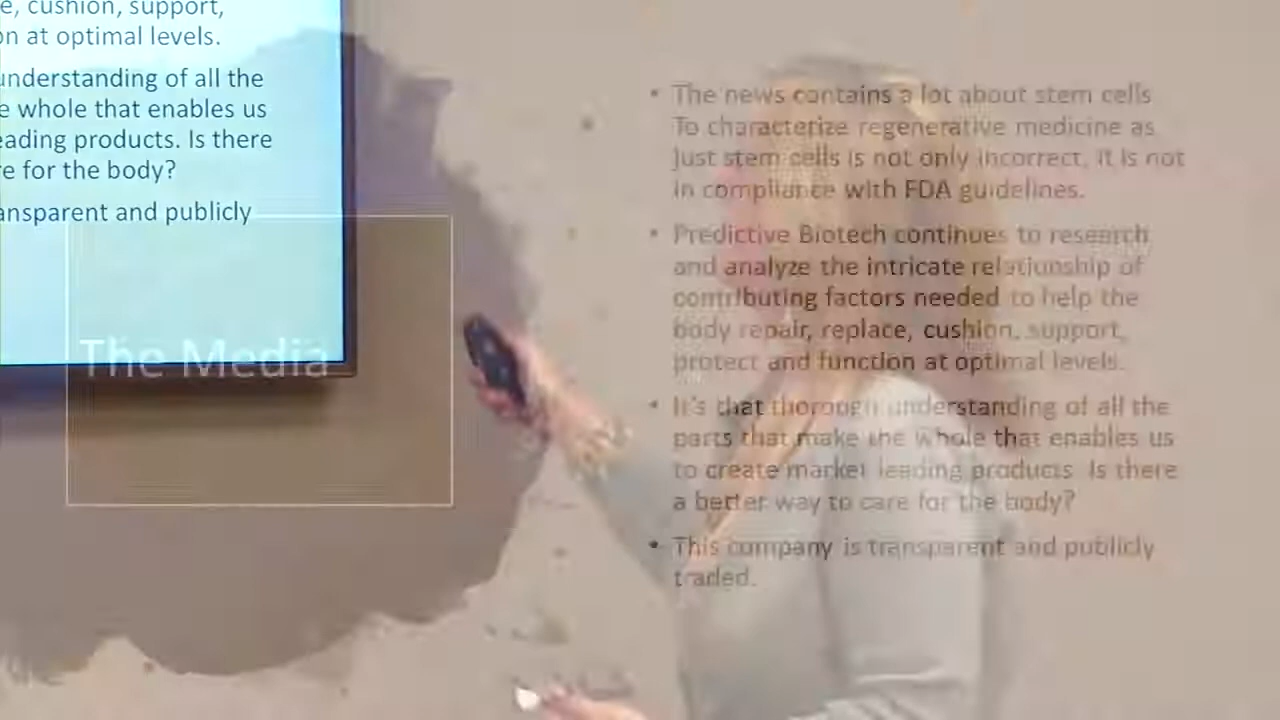 e, cushion, support,
on at optimal levels.
understanding of all the
e whole that enables us
eading products. Is there
e for the body?
ansparent and publicly
The Media
• The news contains a lot about stem cells
To characterize regenerative medicine as
just stem cells is not only incorrect, it is not
in compliance with FDA guidelines.
• Predictive Biotech continues to research
and analyze the intricate relationship of
contributing factors needed to help the
body repair, replace, cushion, support,
protect and function at optimal levels.
• It's that thorough understanding of all the
parts that make the whole that enables us
to create market leading products. Is there
a better way to care for the body?
• This company is transparent and publicly
traded.